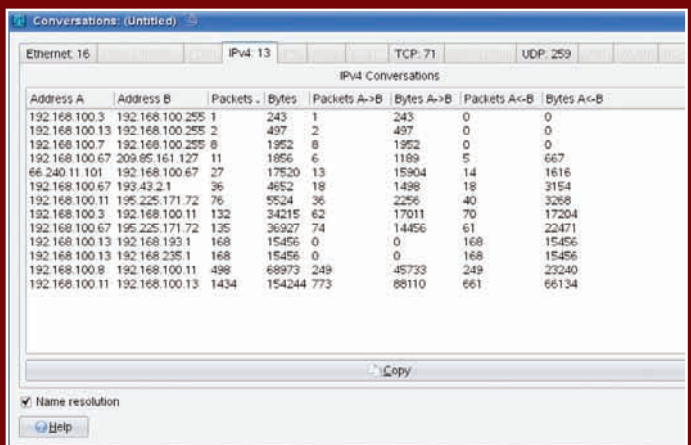 Conversations: (Untitled)
Ethernet: 16 IPv4: 13 TCP: 71 UDP: 259
IPv4 Conversations
Address A Address B Packets Bytes Packets A->B Bytes A->B Packets A<-B Bytes A<-B
192.168.100.3 192.168.100.255 1 243 1 243 0 0
192.168.100.13 192.168.100.255 2 497 2 497 0 0
192.168.100.7 192.168.100.255 8 1952 8 1952 0 0
192.168.100.67 209.85.161.127 11 1856 6 1189 5 667
66.240.11.101 192.168.100.67 27 17520 13 15904 14 1616
192.168.100.67 193.43.2.1 36 4652 18 1498 18 3154
192.168.100.11 195.225.171.72 76 5524 36 2256 40 3268
192.168.100.3 192.168.100.11 132 34215 62 17011 70 17204
192.168.100.67 195.225.171.72 135 36927 74 14456 61 22471
192.168.100.13 192.168.193.1 168 15456 0 0 168 15456
192.168.100.13 192.168.235.1 168 15456 0 0 168 15456
192.168.100.8 192.168.100.11 498 68973 249 45733 249 23240
192.168.100.11 192.168.100.13 1434 154244 773 88110 661 66134
Copy
Name resolution
Help